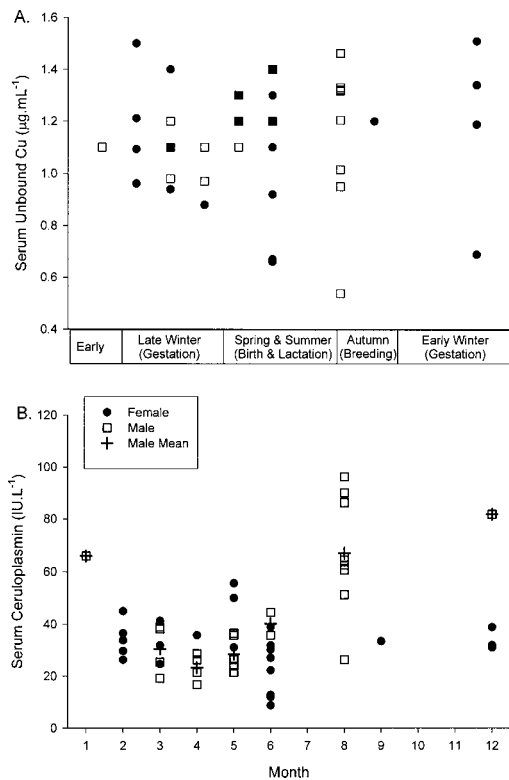 A.
Serum Unbound Cu (μg.mL⁻¹)
1.6
1.4
1.2
1.0
0.8
0.6
0.4
Early
Late Winter
(Gestation)
Spring & Summer
(Birth & Lactation)
Autumn
(Breeding)
Early Winter
(Gestation)
B.
Serum Ceruloplasmin (IU.L⁻¹)
120
100
80
60
40
20
0
Female
Male
Male Mean
1 2 3 4 5 6 7 8 9 10 11 12
Month